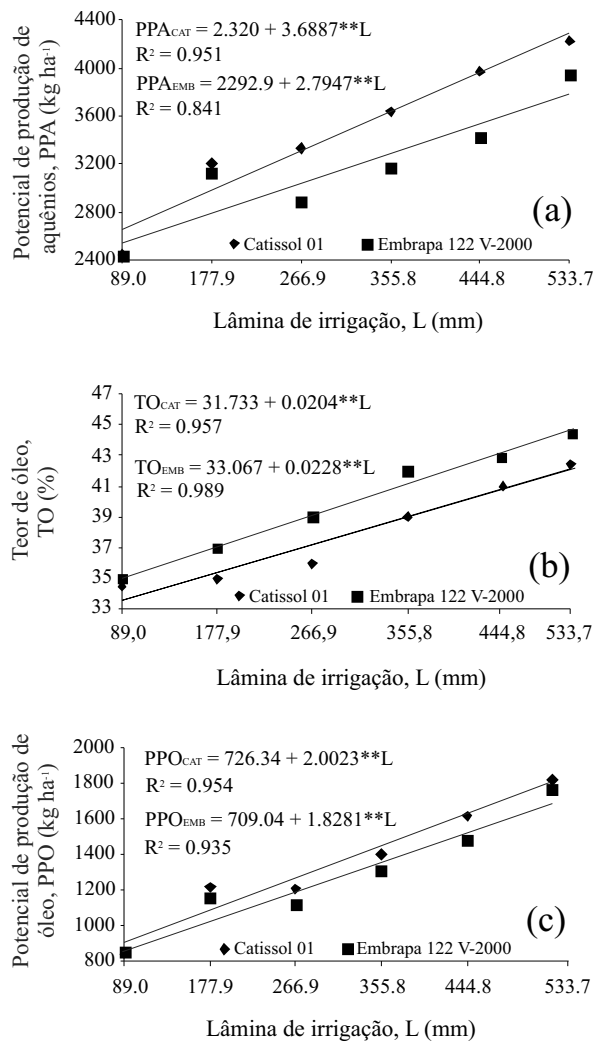 PPACAT = 2.320 + 3.6887**L
R² = 0.951
PPAEMB = 2292.9 + 2.7947**L
R² = 0.841
Potencial de produção de
aquênios, PPA (kg ha-1)
4400
4000
3600
3200
2800
2400
(a)
Catissol 01 Embrapa 122 V-2000
89.0 177.9 266.9 355.8 444.8 533.7
Lâmina de irrigação, L (mm)
TOCAT = 31.733 + 0.0204**L
R² = 0.957
TOEMB = 33.067 + 0.0228**L
R² = 0.989
Teor de óleo,
TO (%)
47
45
43
41
39
37
35
33
(b)
Catissol 01 Embrapa 122 V-2000
89,0 177,9 266,9 355,8 444,8 533,7
Lâmina de irrigação, L (mm)
PPOCAT = 726.34 + 2.0023**L
R² = 0.954
PPOEMB = 709.04 + 1.8281**L
R² = 0.935
Potencial de produção de
óleo, PPO (kg ha-1)
2000
1800
1600
1400
1200
1000
800
(c)
Catissol 01 Embrapa 122 V-2000
89.0 177.9 266.9 355.8 444.8 533.7
Lâmina de irrigação, L (mm)